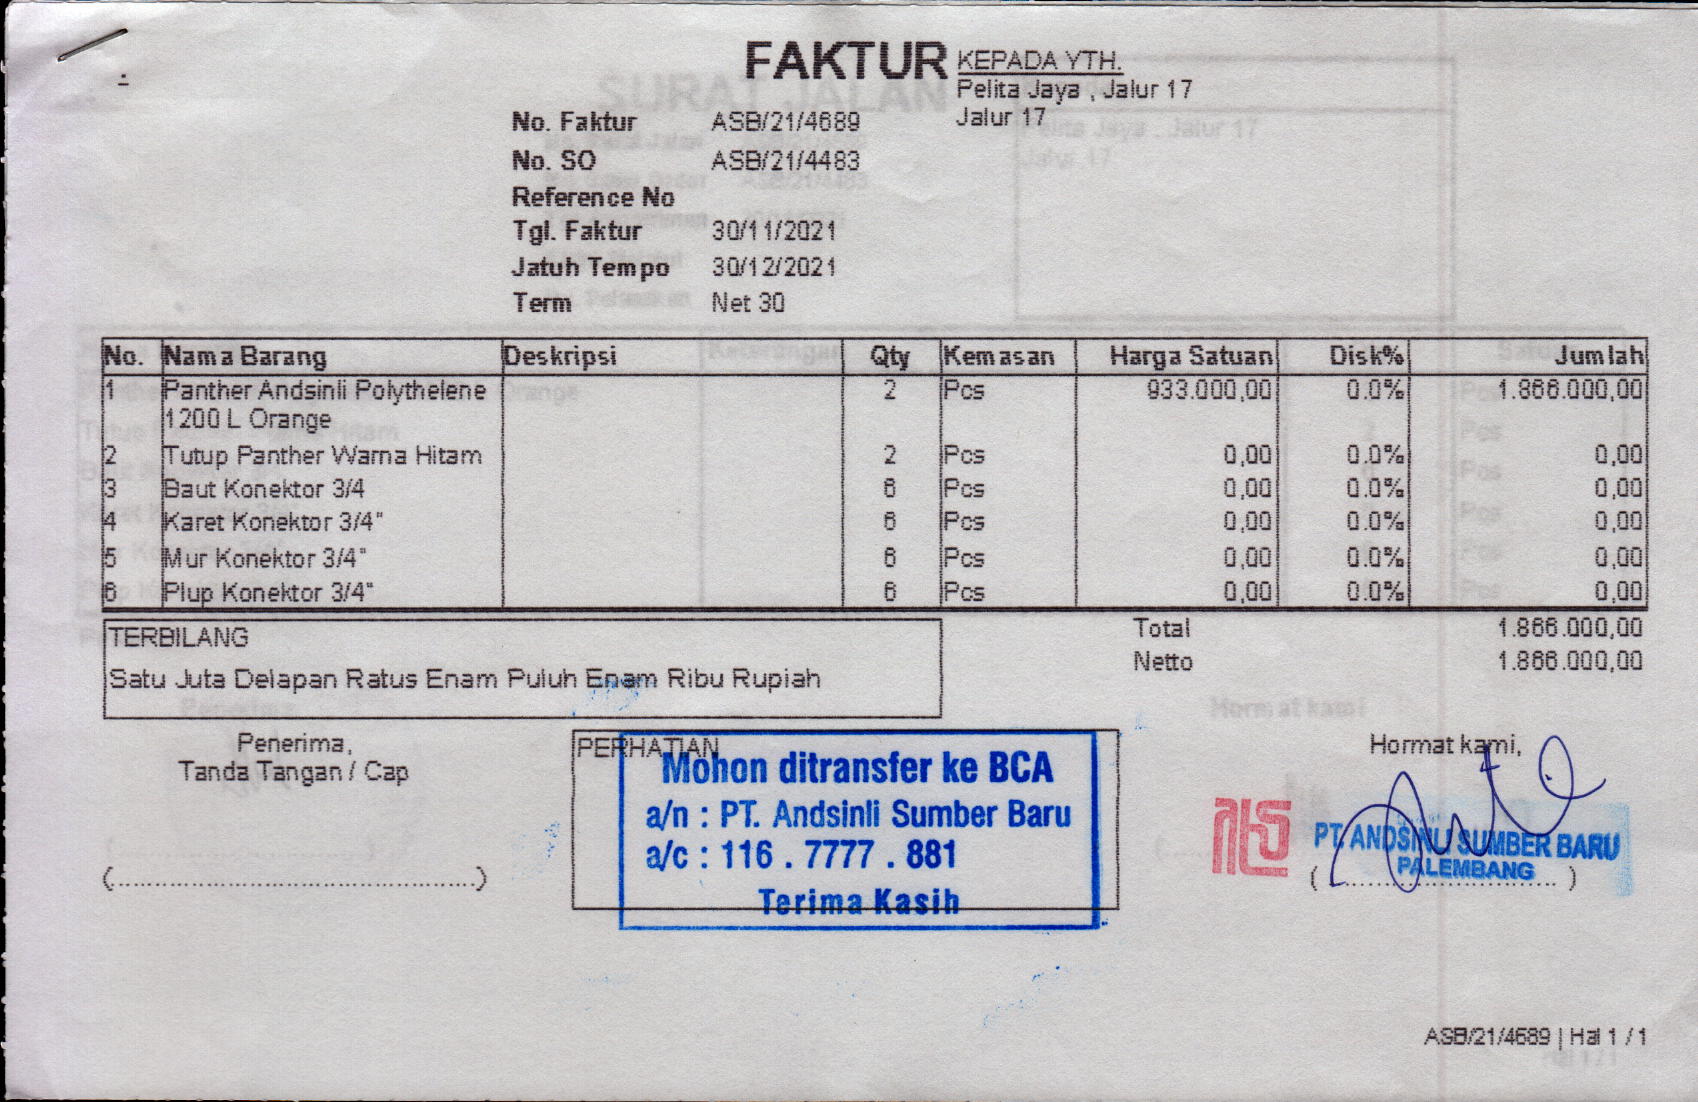 FAKTUR
KEPADA YTH.
Pelita Jaya , Jalur 17
Jalur 17
No. Faktur ASB/21/4689
No. SO ASB/21/4483
Reference No
Tgl. Faktur 30/11/2021
Jatuh Tempo 30/12/2021
Term Net 30
No. Nama Barang Deskripsi Qty Kemasan Harga Satuan Disk% Jumlah
1 Panther Andsinli Polythelene 2 Pcs 933.000,00 0.0% 1.866.000,00
1200 L Orange
2 Tutup Panther Warna Hitam 2 Pcs 0,00 0.0% 0,00
3 Baut Konektor 3/4 6 Pcs 0,00 0.0% 0,00
4 Karet Konektor 3/4" 6 Pcs 0,00 0.0% 0,00
5 Mur Konektor 3/4" 6 Pcs 0,00 0.0% 0,00
6 Plup Konektor 3/4" 6 Pcs 0,00 0.0% 0,00
TERBILANG
Satu Juta Delapan Ratus Enam Puluh Enam Ribu Rupiah
Total 1.866.000,00
Netto 1.866.000,00
Penerima,
Tanda Tangan / Cap
(................................................)
PERHATIAN
Mohon ditransfer ke BCA
a/n : PT. Andsinli Sumber Baru
a/c : 116 . 7777 . 881
Terima Kasih
Hormat kami,
PT. ANDSINLI SUMBER BARU
PALEMBANG
(..............................)
ASB/21/4689 | Hal 1 / 1